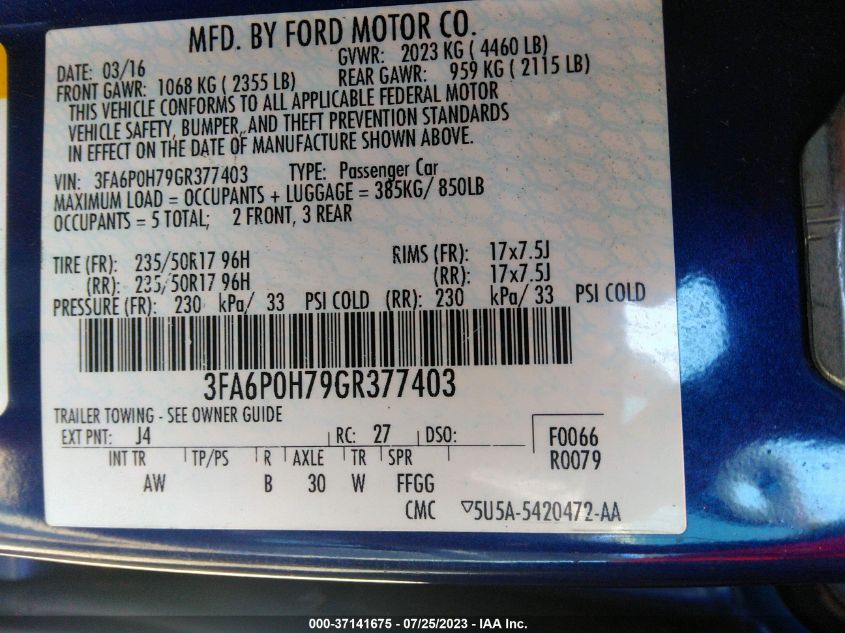 MFD. BY FORD MOTOR CO.
DATE: 03/16 GVWR: 2023 KG ( 4460 LB)
FRONT GAWR: 1068 KG ( 2355 LB) REAR GAWR: 959 KG ( 2115 LB)
THIS VEHICLE CONFORMS TO ALL APPLICABLE FEDERAL MOTOR
VEHICLE SAFETY, BUMPER, AND THEFT PREVENTION STANDARDS
IN EFFECT ON THE DATE OF MANUFACTURE SHOWN ABOVE.
VIN: 3FA6P0H79GR377403 TYPE: Passenger Car
MAXIMUM LOAD = OCCUPANTS + LUGGAGE = 385KG/ 850LB
OCCUPANTS = 5 TOTAL; 2 FRONT, 3 REAR
TIRE (FR): 235/50R17 96H RIMS (FR): 17x7.5J
(RR): 235/50R17 96H (RR): 17x7.5J
PRESSURE (FR): 230 kPa/ 33 PSI COLD (RR): 230 kPa/ 33 PSI COLD
3FA6P0H79GR377403
TRAILER TOWING - SEE OWNER GUIDE
EXT PNT: J4 RC: 27 DSO: F0066
INT TR TP/PS R AXLE TR SPR R0079
AW B 30 W FFGG
CMC ▽5U5A-5420472-AA
000-37141675 - 07/25/2023 - IAA Inc.